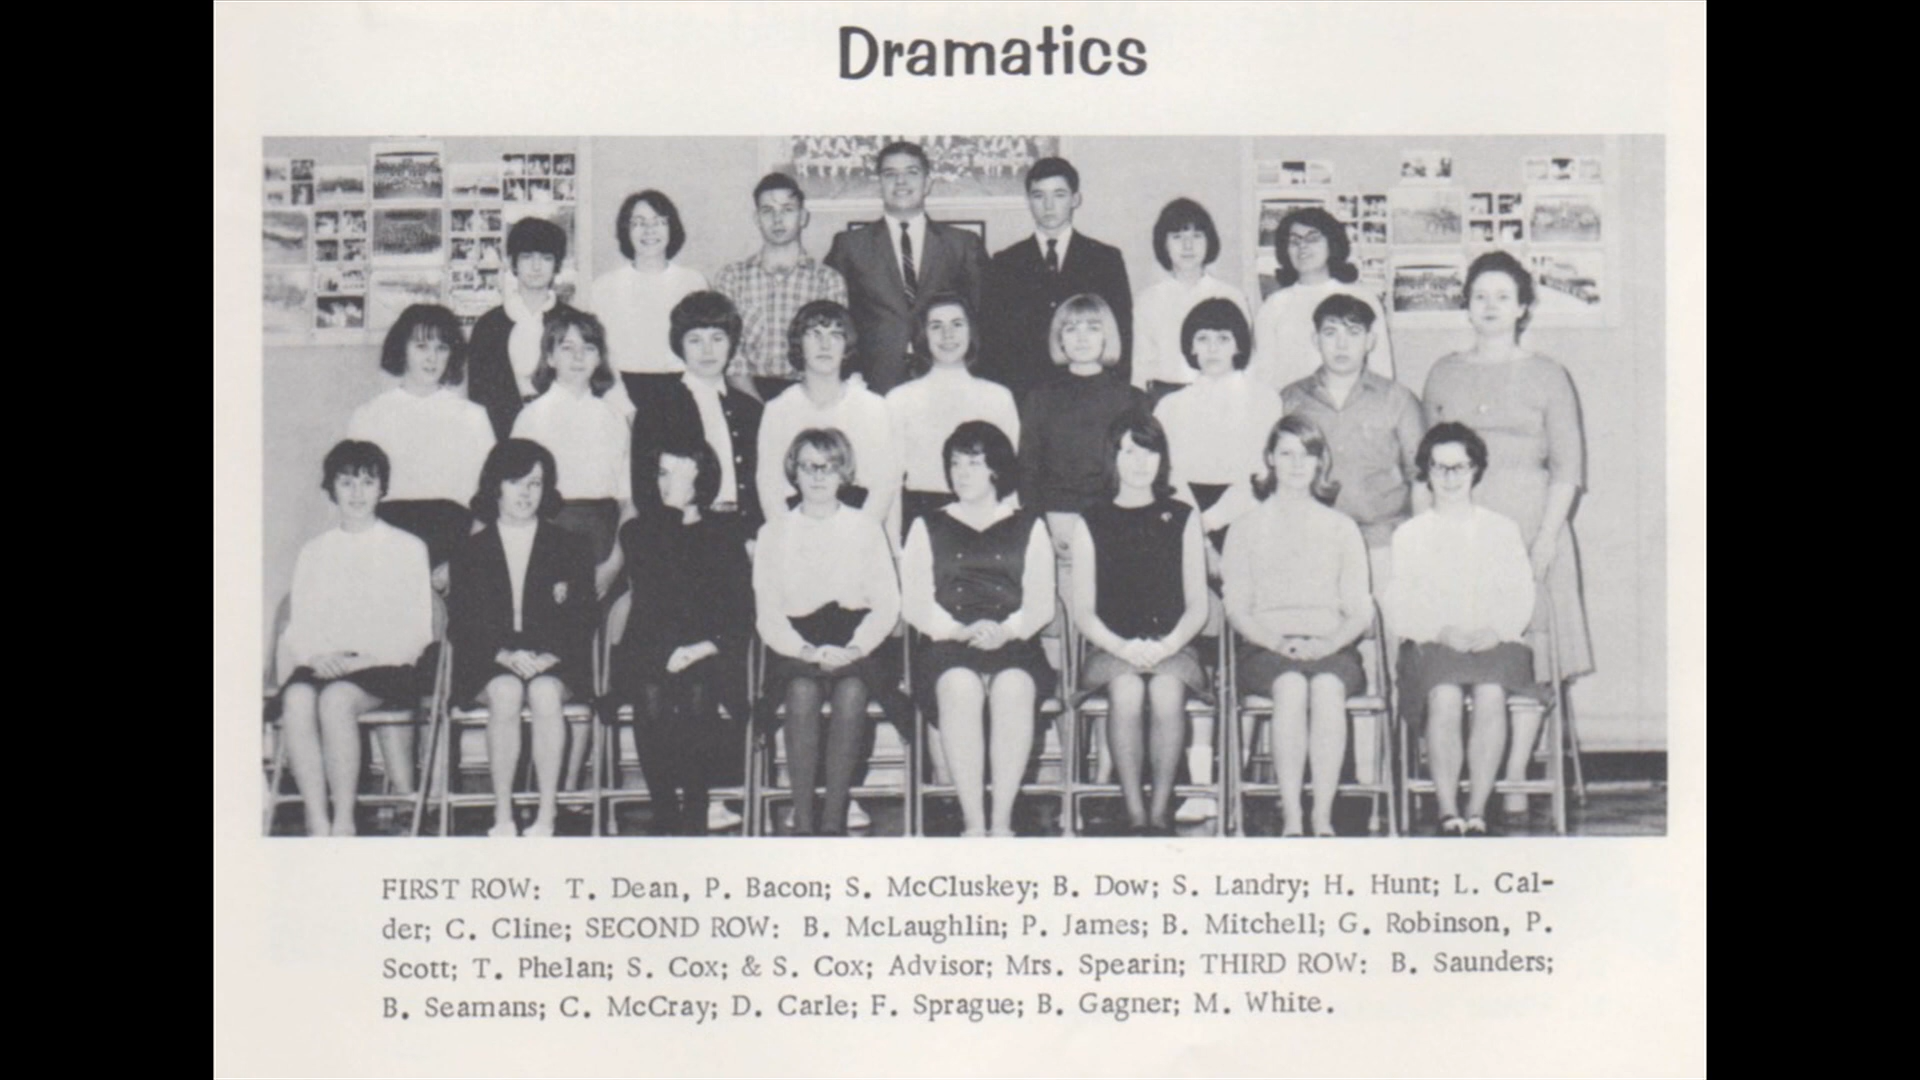 Dramatics
FIRST ROW: T. Dean, P. Bacon; S. McCluskey; B. Dow; S. Landry; H. Hunt; L. Cal-
der; C. Cline; SECOND ROW: B. McLaughlin; P. James; B. Mitchell; G. Robinson, P.
Scott; T. Phelan; S. Cox; & S. Cox; Advisor; Mrs. Spearin; THIRD ROW: B. Saunders;
B. Seamans; C. McCray; D. Carle; F. Sprague; B. Gagner; M. White.